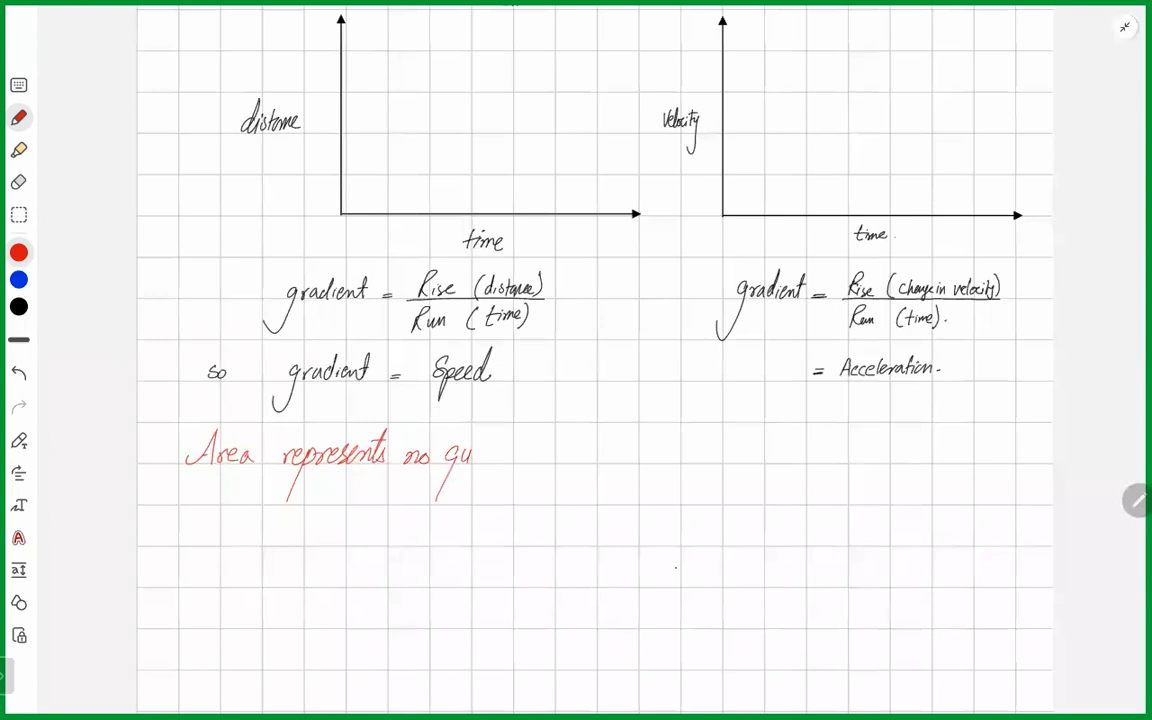 distance
time
gradient = Rise (distance)
Run (time)
so gradient = Speed
Area represents no qu
velocity
time.
gradient = Rise (change in velocity)
Run (time).
= Acceleration.